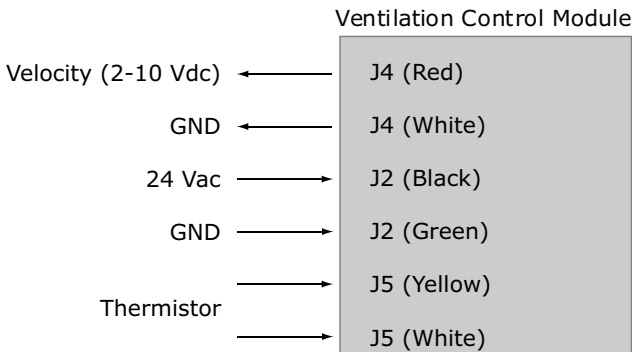 Ventilation Control Module
Velocity (2-10 Vdc) J4 (Red)
GND J4 (White)
24 Vac J2 (Black)
GND J2 (Green)
J5 (Yellow)
Thermistor
J5 (White)